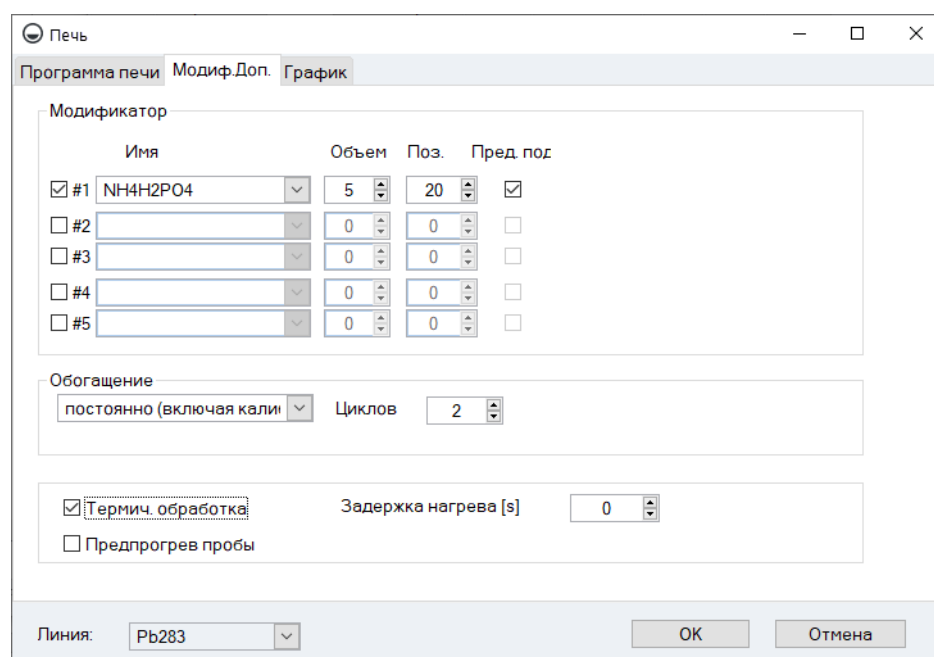 Печь
Программа печи Модиф.Доп. График
Модификатор
Имя Объем Поз. Пред. под
#1 NH4H2PO4 5 20
#2 0 0
#3 0 0
#4 0 0
#5 0 0
Обогащение
постоянно (включая кали Циклов 2
Термич. обработка Задержка нагрева [s] 0
Предпрогрев пробы
Линия: Pb283 OK Отмена